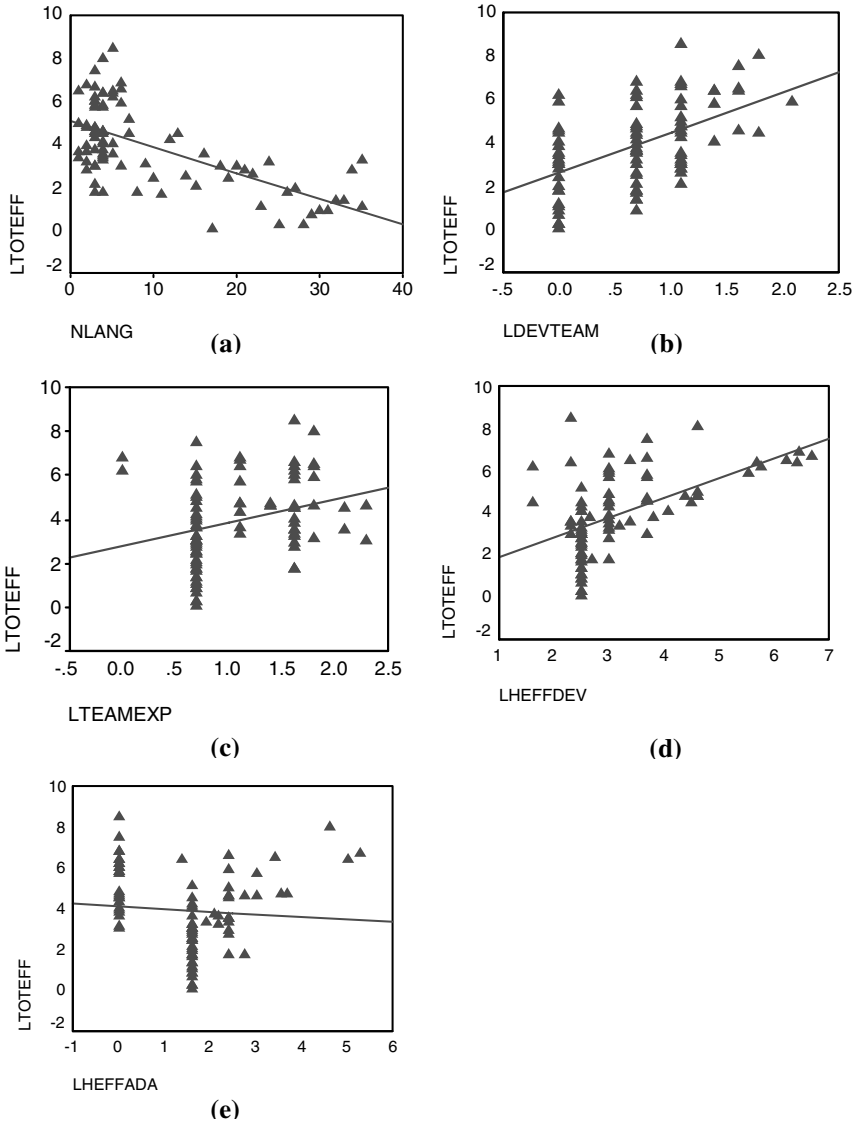 10
8
6
4
2
0
-2
LTOTEFF
0 10 20 30 40
NLANG
(a)
10
8
6
4
2
0
-2
LTOTEFF
-.5 0.0 .5 1.0 1.5 2.0 2.5
LDEVTEAM
(b)
10
8
6
4
2
0
-2
LTOTEFF
-.5 0.0 .5 1.0 1.5 2.0 2.5
LTEAMEXP
(c)
10
8
6
4
2
0
-2
LTOTEFF
1 2 3 4 5 6 7
LHEFFDEV
(d)
10
8
6
4
2
0
-2
LTOTEFF
-1 0 1 2 3 4 5 6
LHEFFADA
(e)